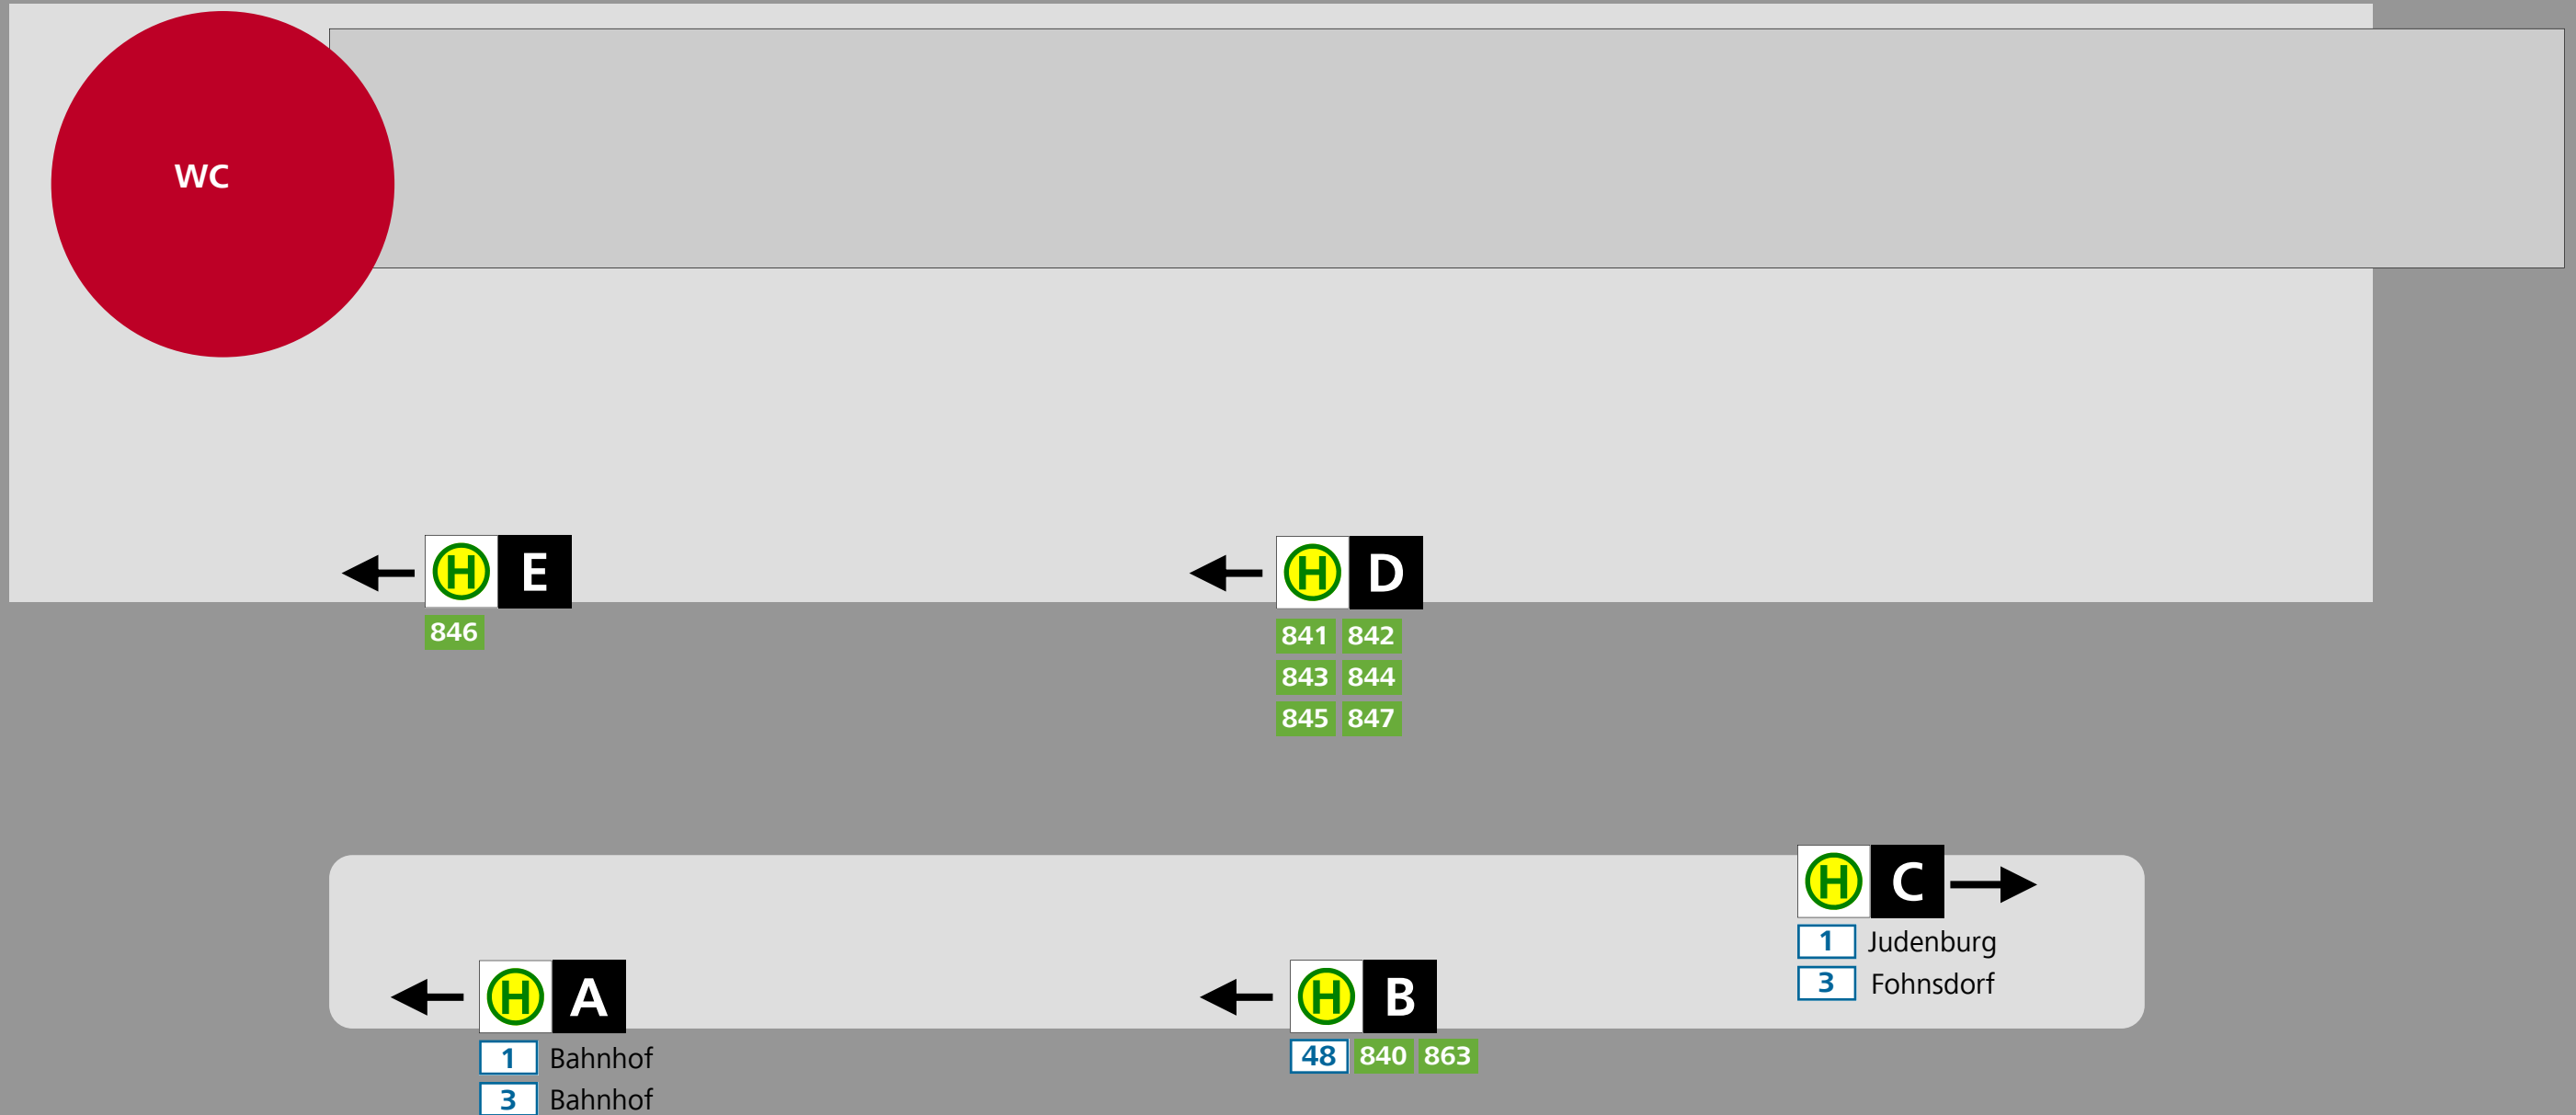 WC
H E
846
H D
841 842
843 844
845 847
H C
1 Judenburg
3 Fohnsdorf
H A
1 Bahnhof
3 Bahnhof
H B
48 840 863